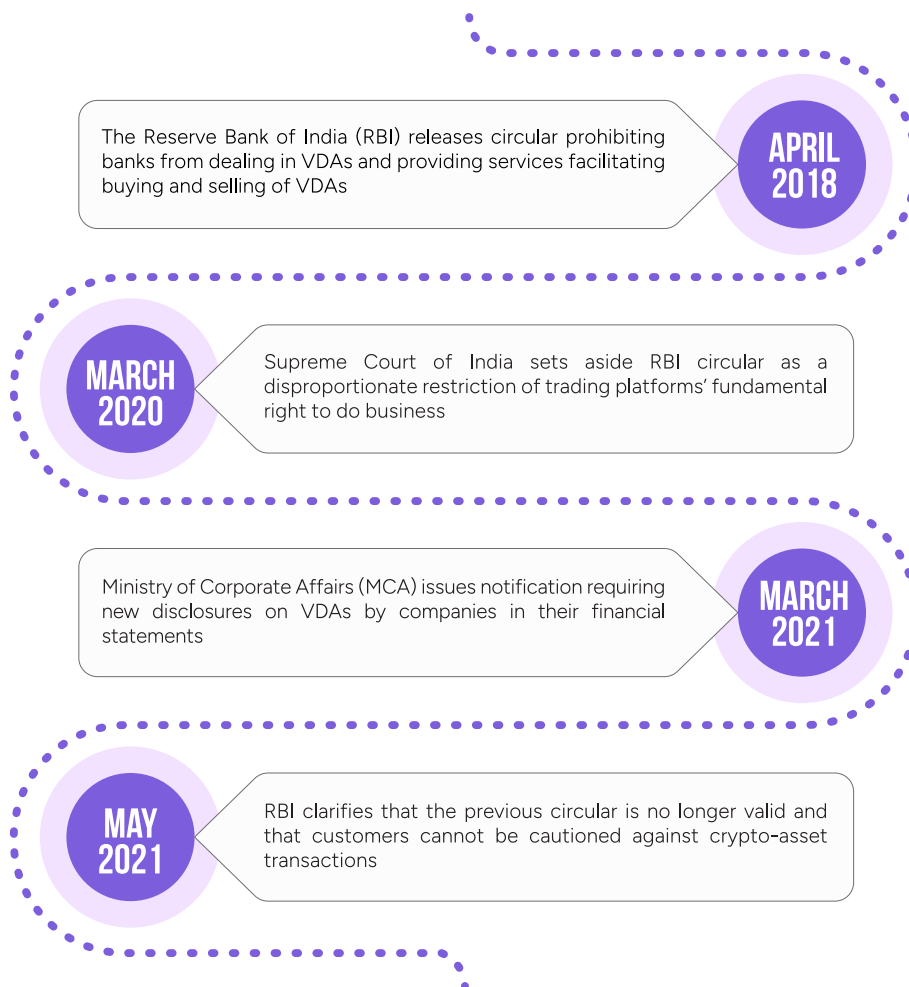 The Reserve Bank of India (RBI) releases circular prohibiting
banks from dealing in VDAs and providing services facilitating
buying and selling of VDAs
APRIL
2018
MARCH
2020
Supreme Court of India sets aside RBI circular as a
disproportionate restriction of trading platforms’ fundamental
right to do business
Ministry of Corporate Affairs (MCA) issues notification requiring
new disclosures on VDAs by companies in their financial
statements
MARCH
2021
MAY
2021
RBI clarifies that the previous circular is no longer valid and
that customers cannot be cautioned against crypto-asset
transactions